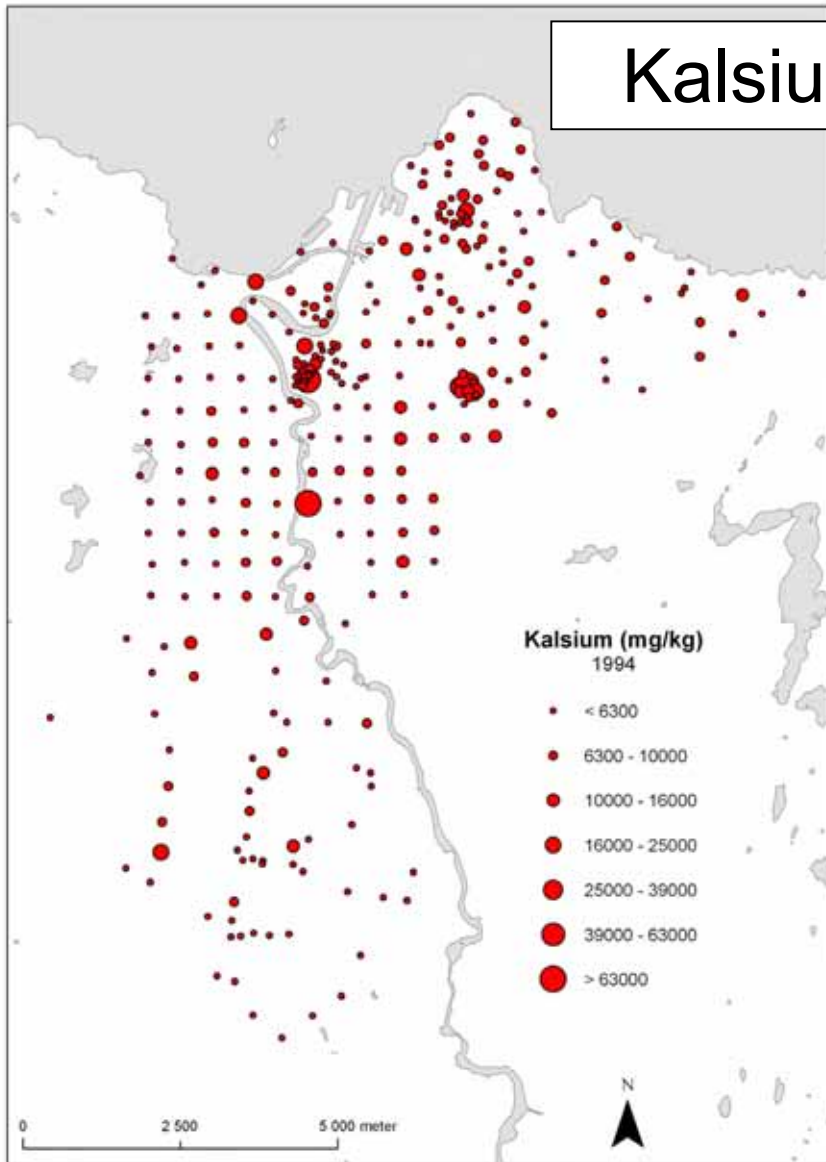 Kalsiu
Kalsium (mg/kg)
1994
< 6300
6300 - 10000
10000 - 16000
16000 - 25000
25000 - 39000
39000 - 63000
> 63000
N
0 2 500 5 000 meter